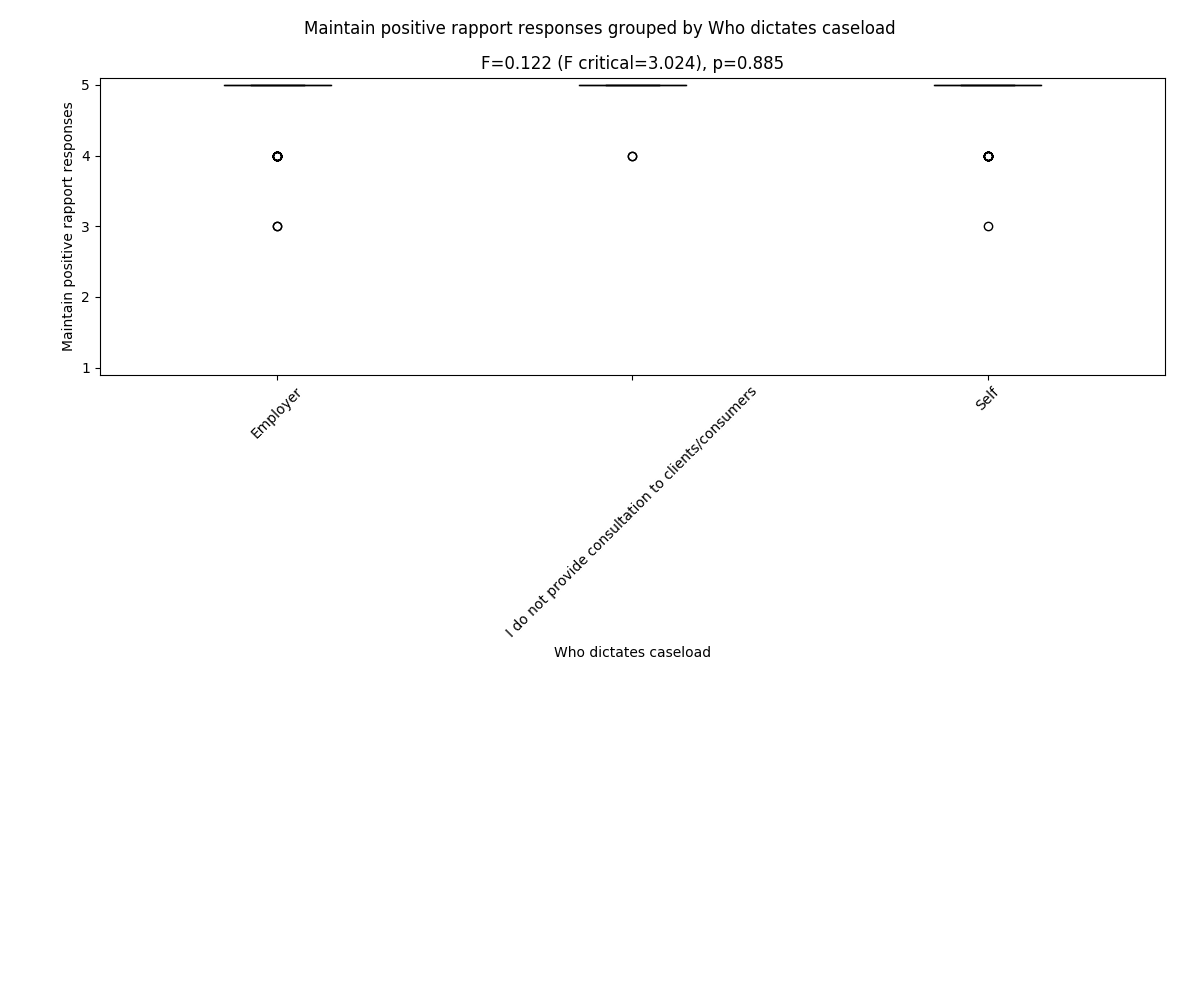 Maintain positive rapport responses grouped by Who dictates caseload
F=0.122 (F critical=3.024), p=0.885
Maintain positive rapport responses
5
4
3
2
1
Employer
I do not provide consultation to clients/consumers
Self
Who dictates caseload